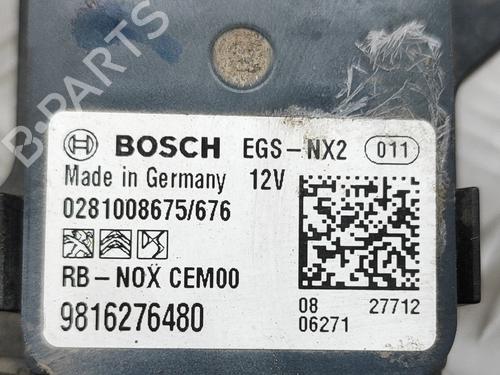 B-PARTS
BOSCH EGS-NX2 011
Made in Germany 12V
0281008675/676
RB-NOX CEM00
9816276480
08 27712
06271